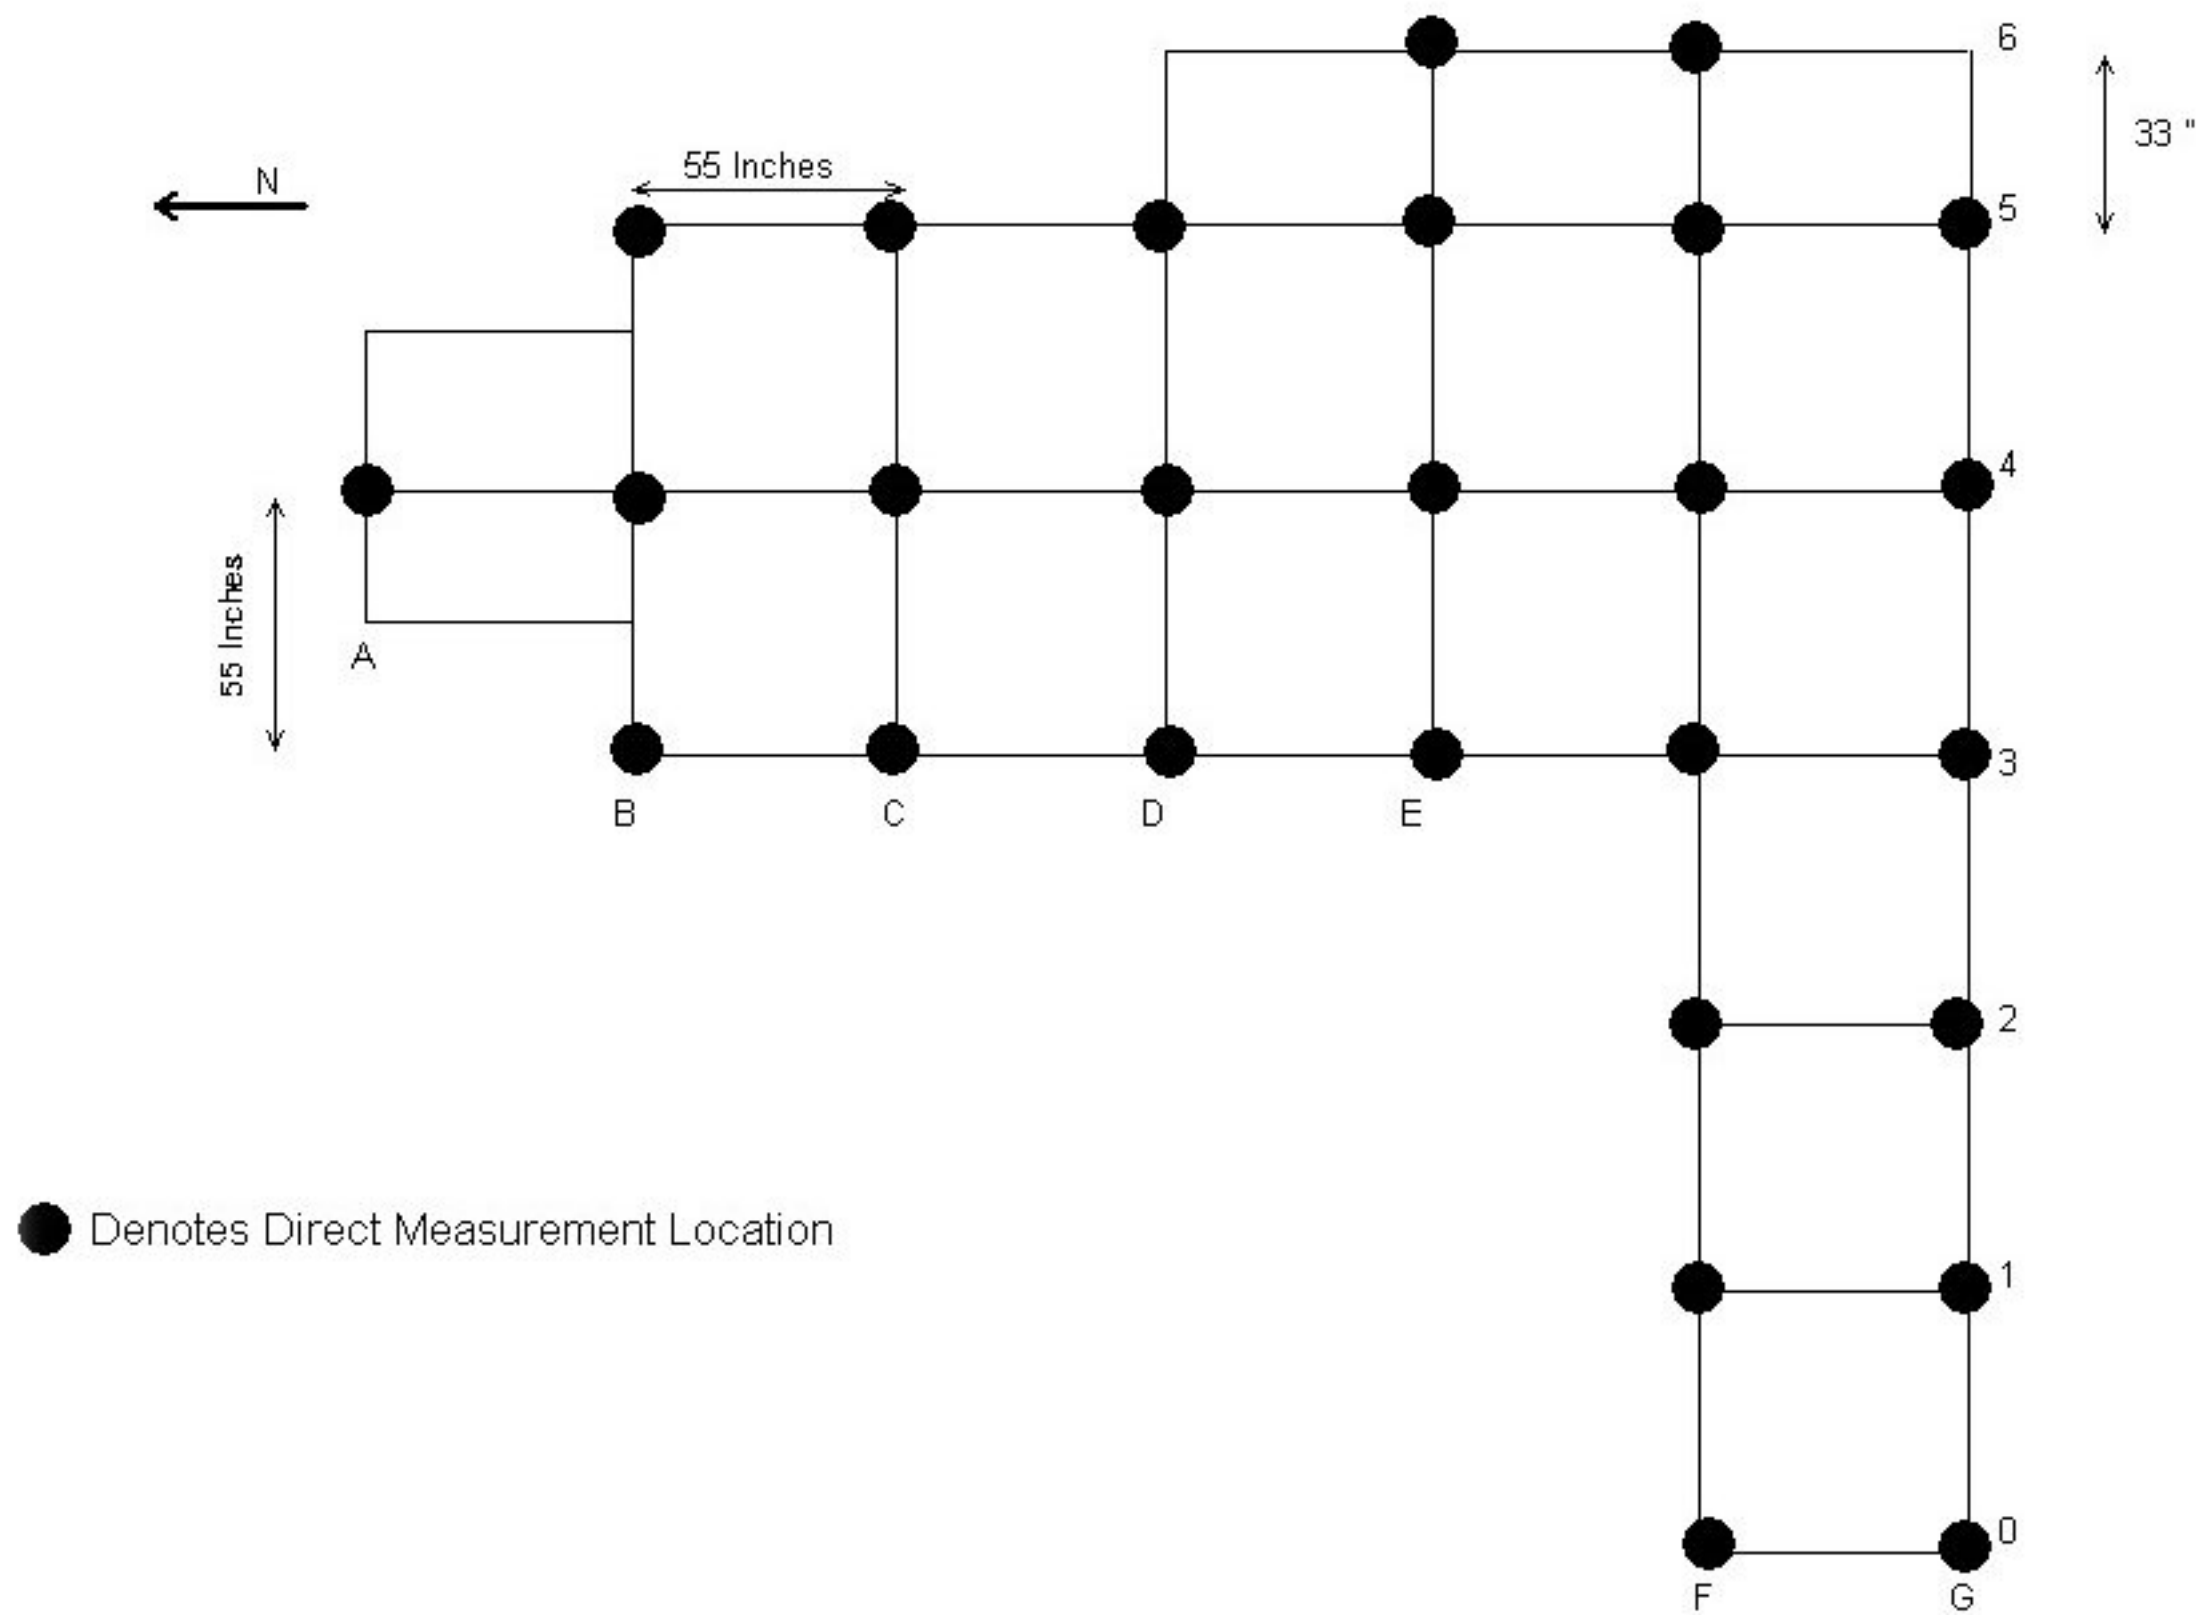 6
33 "
55 Inches
N
5
4
55 Inches
A
3
B
C
D
E
2
Denotes Direct Measurement Location
1
0
F
G